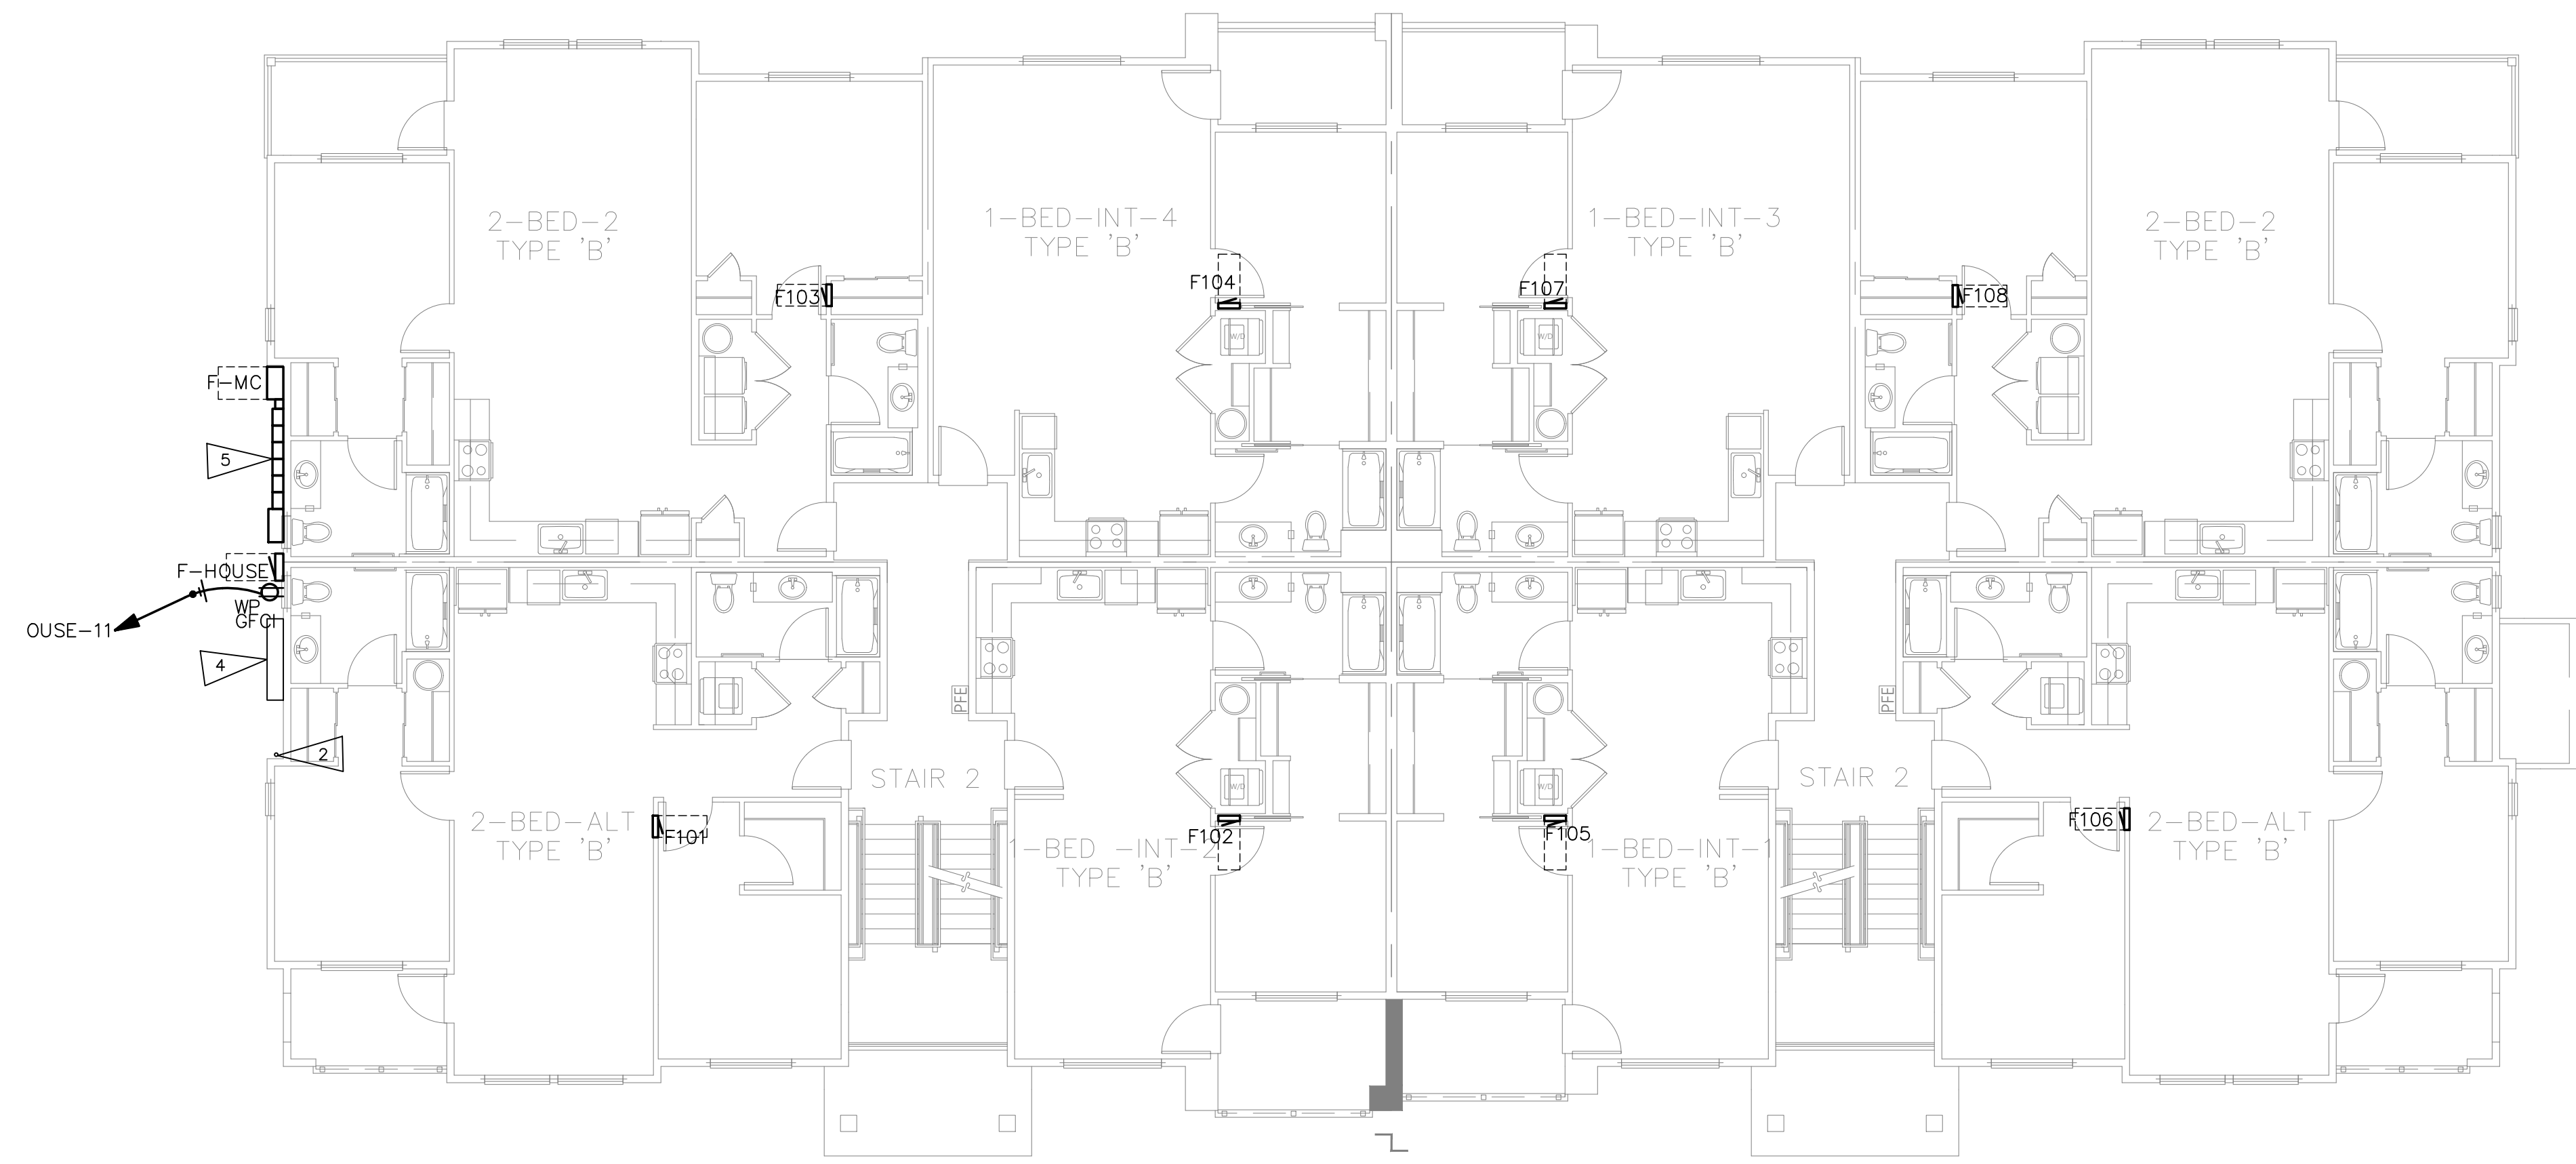 2-BED-2
TYPE 'B'
1-BED-INT-4
TYPE 'B'
1-BED-INT-3
TYPE 'B'
2-BED-2
TYPE 'B'
F103
F104
F107
F108
W/D
W/D
F-MC
5
F-HOUSE
WP
GFCI
OUSE-11
4
PFE
PFE
2
STAIR 2
STAIR 2
W/D
W/D
2-BED-ALT
TYPE 'B'
F101
F102
1-BED -INT-2
TYPE 'B'
F105
1-BED-INT-1
TYPE 'B'
F106
2-BED-ALT
TYPE 'B'